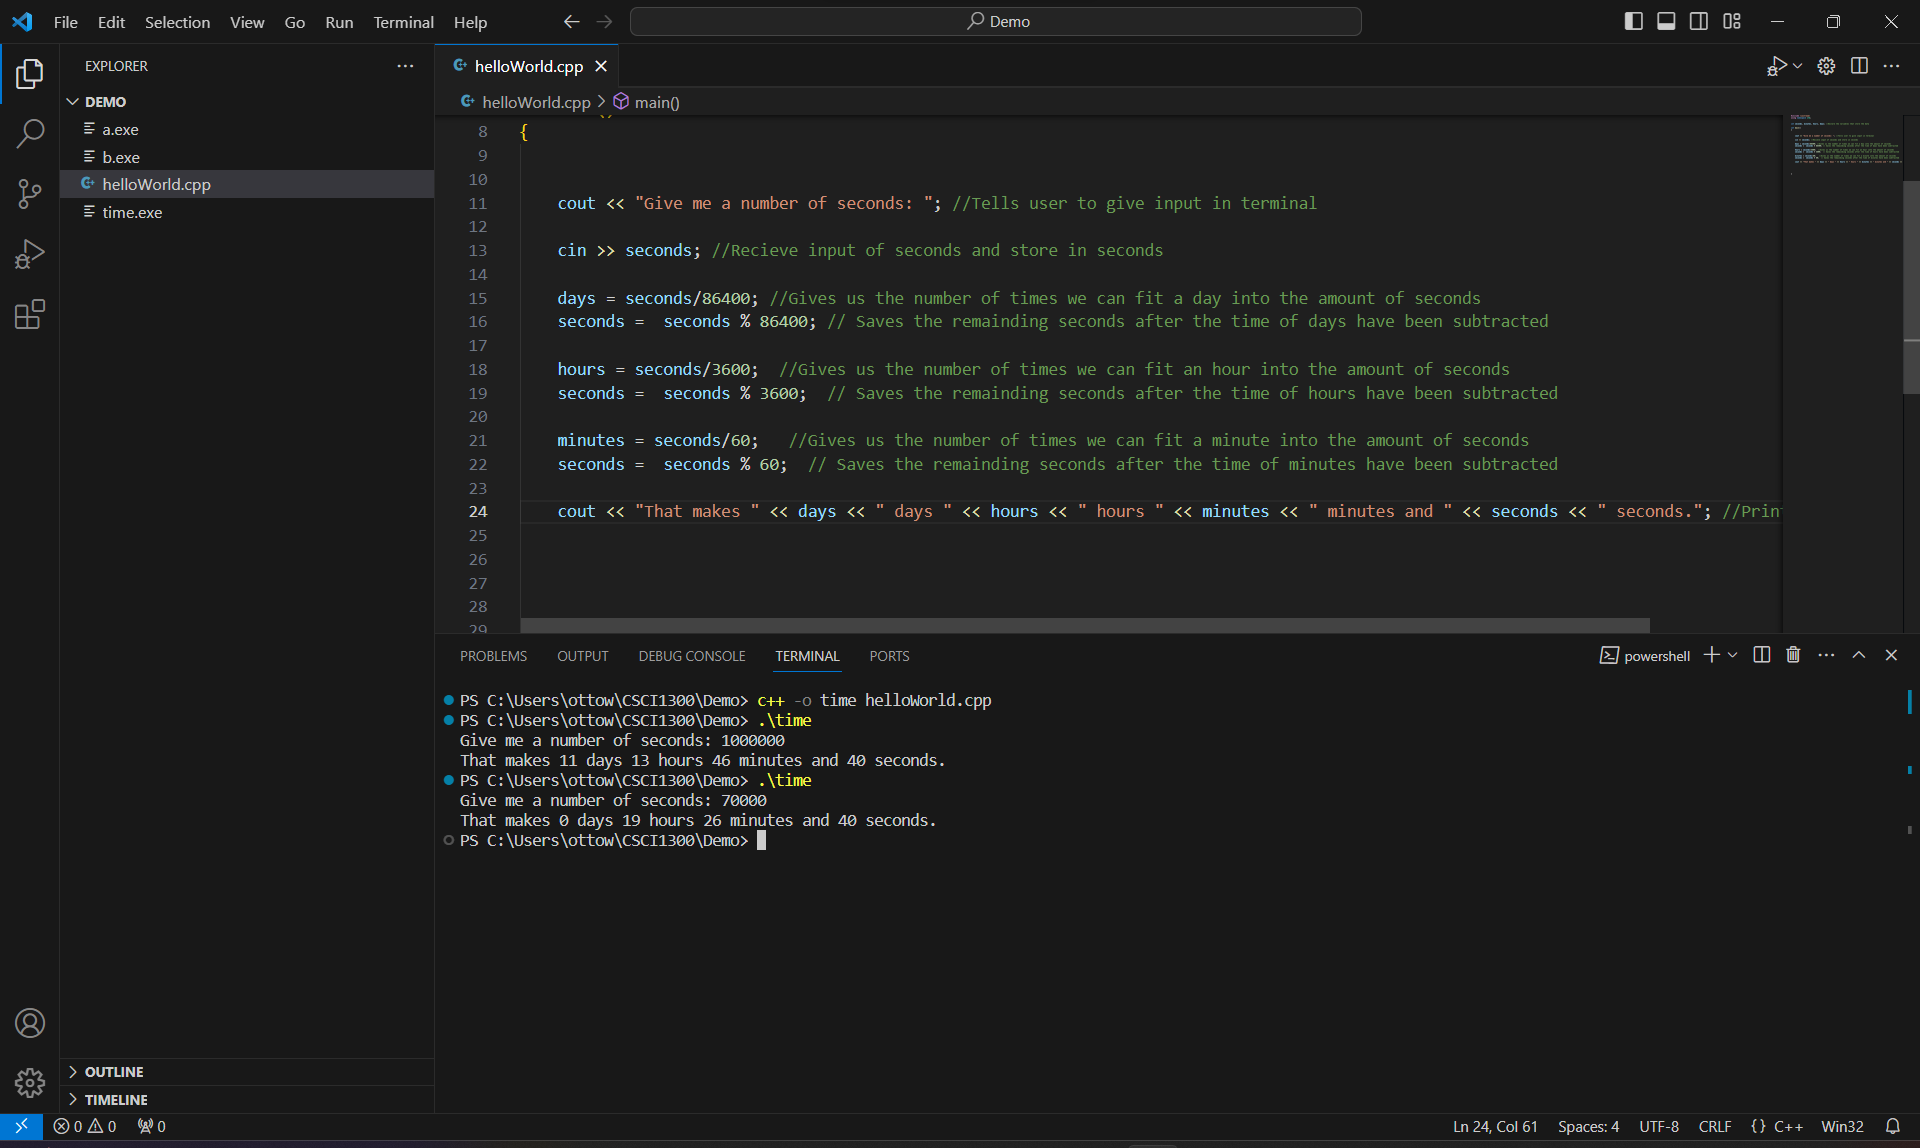 File Edit Selection View Go Run Terminal Help
Demo
EXPLORER
DEMO
a.exe
b.exe
helloWorld.cpp
time.exe
helloWorld.cpp
helloWorld.cpp > main()
8 {
9
10
11 cout << "Give me a number of seconds: "; //Tells user to give input in terminal
12
13 cin >> seconds; //Recieve input of seconds and store in seconds
14
15 days = seconds/86400; //Gives us the number of times we can fit a day into the amount of seconds
16 seconds =  seconds % 86400; // Saves the remainding seconds after the time of days have been subtracted
17
18 hours = seconds/3600;  //Gives us the number of times we can fit an hour into the amount of seconds
19 seconds =  seconds % 3600;  // Saves the remainding seconds after the time of hours have been subtracted
20
21 minutes = seconds/60;   //Gives us the number of times we can fit a minute into the amount of seconds
22 seconds =  seconds % 60;  // Saves the remainding seconds after the time of minutes have been subtracted
23
24 cout << "That makes " << days << " days " << hours << " hours " << minutes << " minutes and " << seconds << " seconds."; //Prin
25
26
27
28
29
PROBLEMS OUTPUT DEBUG CONSOLE TERMINAL PORTS
powershell
PS C:\Users\ottow\CSCI1300\Demo> c++ -o time helloWorld.cpp
PS C:\Users\ottow\CSCI1300\Demo> .\time
Give me a number of seconds: 1000000
That makes 11 days 13 hours 46 minutes and 40 seconds.
PS C:\Users\ottow\CSCI1300\Demo> .\time
Give me a number of seconds: 70000
That makes 0 days 19 hours 26 minutes and 40 seconds.
PS C:\Users\ottow\CSCI1300\Demo>
OUTLINE
TIMELINE
0 0 0
Ln 24, Col 61 Spaces: 4 UTF-8 CRLF {} C++ Win32